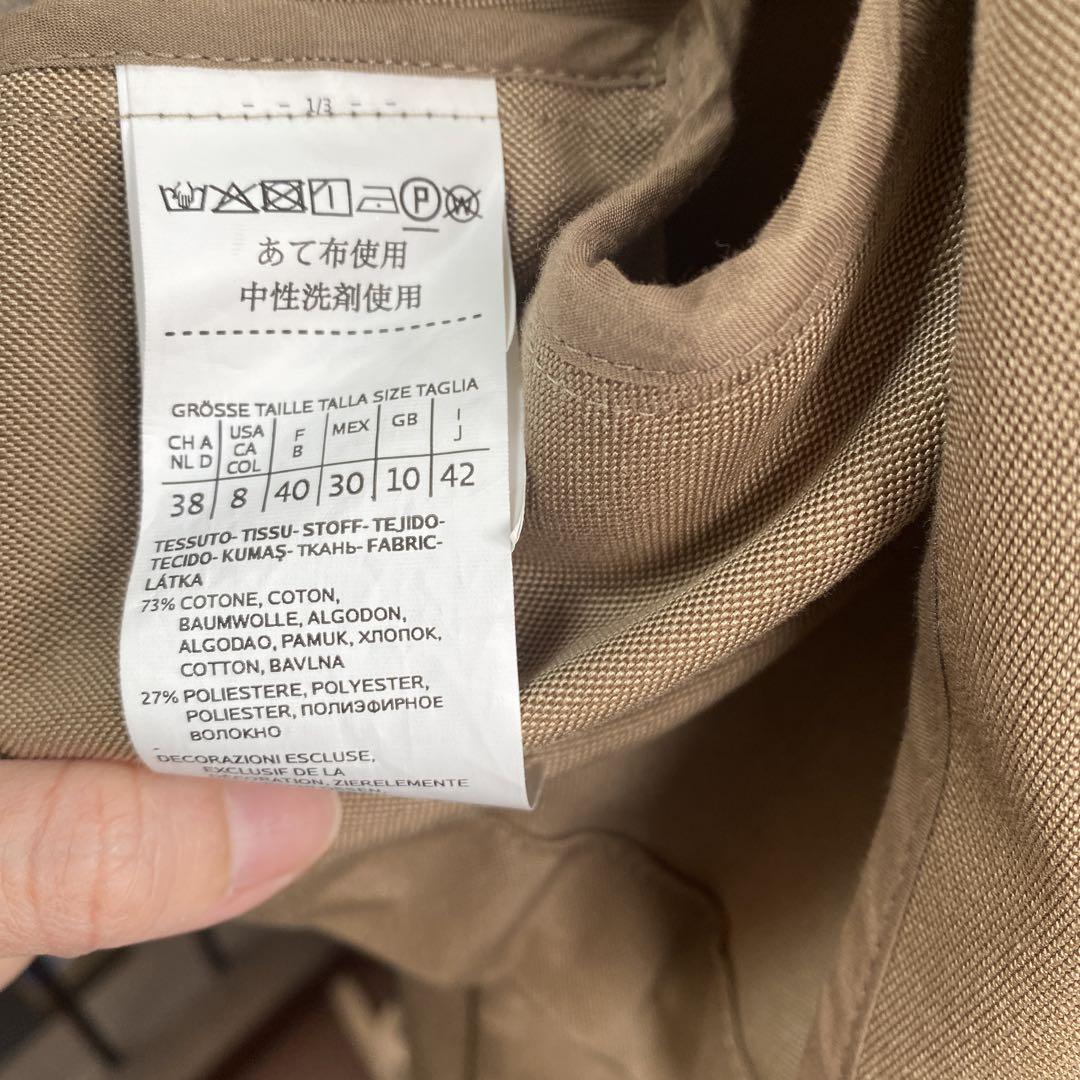 - - 1/3 - -
P W
あて布使用
中性洗剤使用
GRÖSSE TAILLE TALLA SIZE TAGLIA
CH A USA F MEX GB I
NL D CA B J
COL
38 8 40 30 10 42
TESSUTO- TISSU- STOFF- TEJIDO-
TECIDO- KUMAŞ- ТКАНЬ- FABRIC-
LÁTKA
73% COTONE, COTON,
BAUMWOLLE, ALGODON,
ALGODAO, PAMUK, ХЛОПОК,
COTTON, BAVLNA
27% POLIESTERE, POLYESTER,
POLIESTER, ПОЛИЭФИРНОЕ
ВОЛОКНО
DECORAZIONI ESCLUSE,
EXCLUSIF DE LA
DECORATION, ZIERELEMENTE